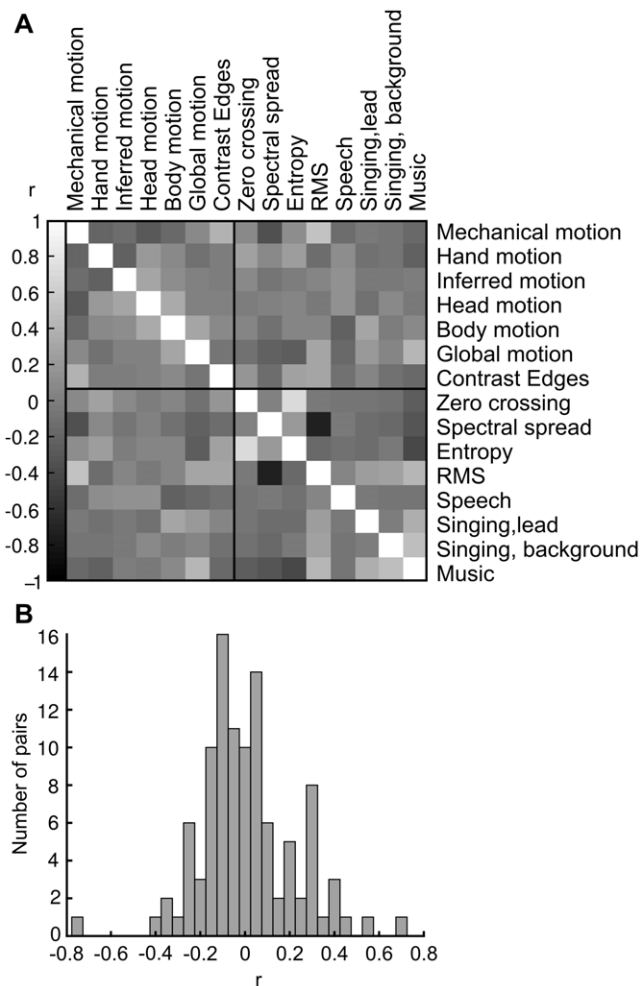 A
r
Mechanical motion
Hand motion
Inferred motion
Head motion
Body motion
Global motion
Contrast Edges
Zero crossing
Spectral spread
Entropy
RMS
Speech
Singing,lead
Singing, background
Music
1
0.8
0.6
0.4
0.2
0
-0.2
-0.4
-0.6
-0.8
–1
Mechanical motion
Hand motion
Inferred motion
Head motion
Body motion
Global motion
Contrast Edges
Zero crossing
Spectral spread
Entropy
RMS
Speech
Singing,lead
Singing, background
Music
B
Number of pairs
16
14
12
10
8
6
4
2
0
-0.8 -0.6 -0.4 -0.2 0 0.2 0.4 0.6 0.8
r